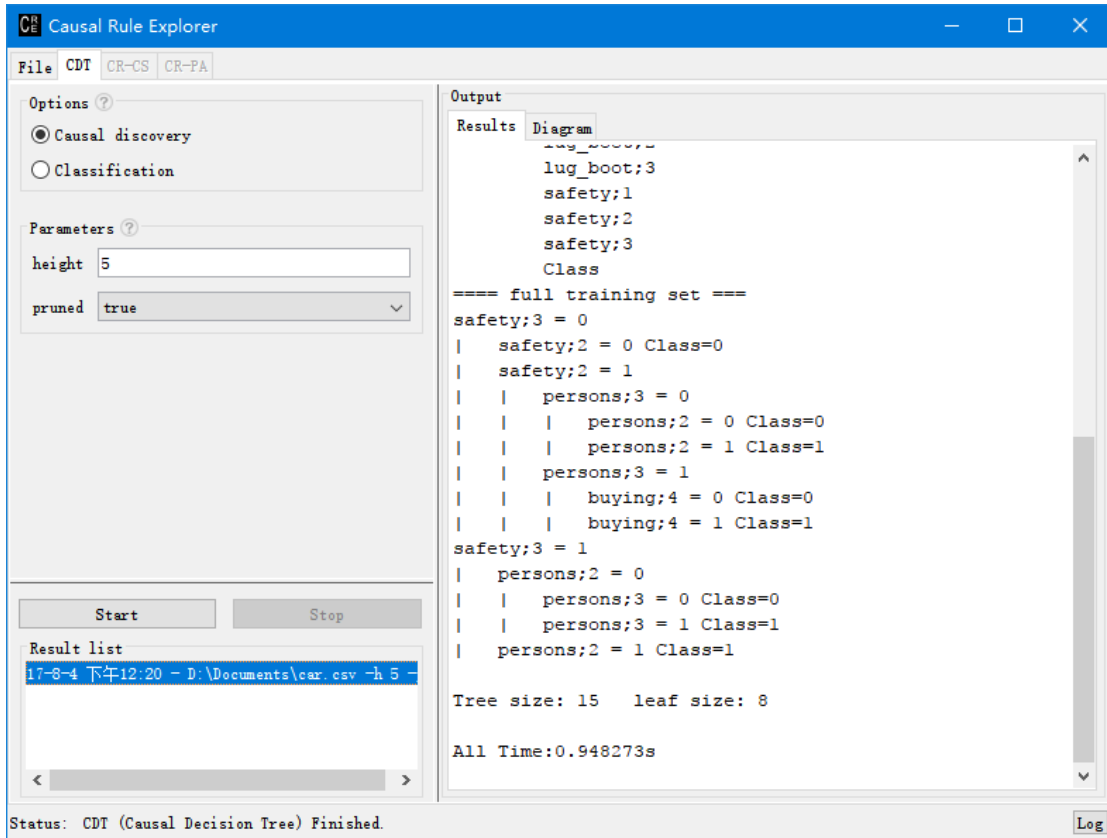 CRE Causal Rule Explorer
File CDT CR-CS CR-PA
Options ?
Causal discovery
Classification
Parameters ?
height 5
pruned true
Start Stop
Result list
17-8-4 下午12:20 - D:\Documents\car.csv -h 5 -
Output
Results Diagram
lug_boot;2
lug_boot;3
safety;1
safety;2
safety;3
Class
==== full training set ===
safety;3 = 0
|   safety;2 = 0 Class=0
|   safety;2 = 1
|   |   persons;3 = 0
|   |   |   persons;2 = 0 Class=0
|   |   |   persons;2 = 1 Class=1
|   |   persons;3 = 1
|   |   |   buying;4 = 0 Class=0
|   |   |   buying;4 = 1 Class=1
safety;3 = 1
|   persons;2 = 0
|   |   persons;3 = 0 Class=0
|   |   persons;3 = 1 Class=1
|   persons;2 = 1 Class=1
Tree size: 15   leaf size: 8
All Time:0.948273s
Status: CDT (Causal Decision Tree) Finished.
Log